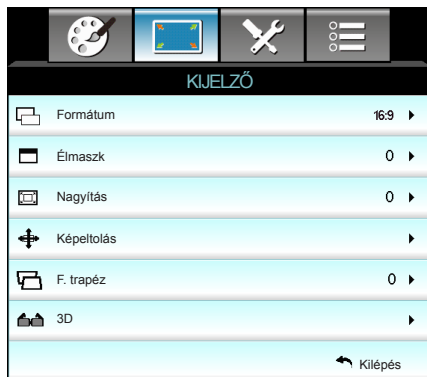 KIJELZŐ
Formátum 16:9
Élmaszk 0
Nagyítás 0
Képeltolás
F. trapéz 0
3D
Kilépés